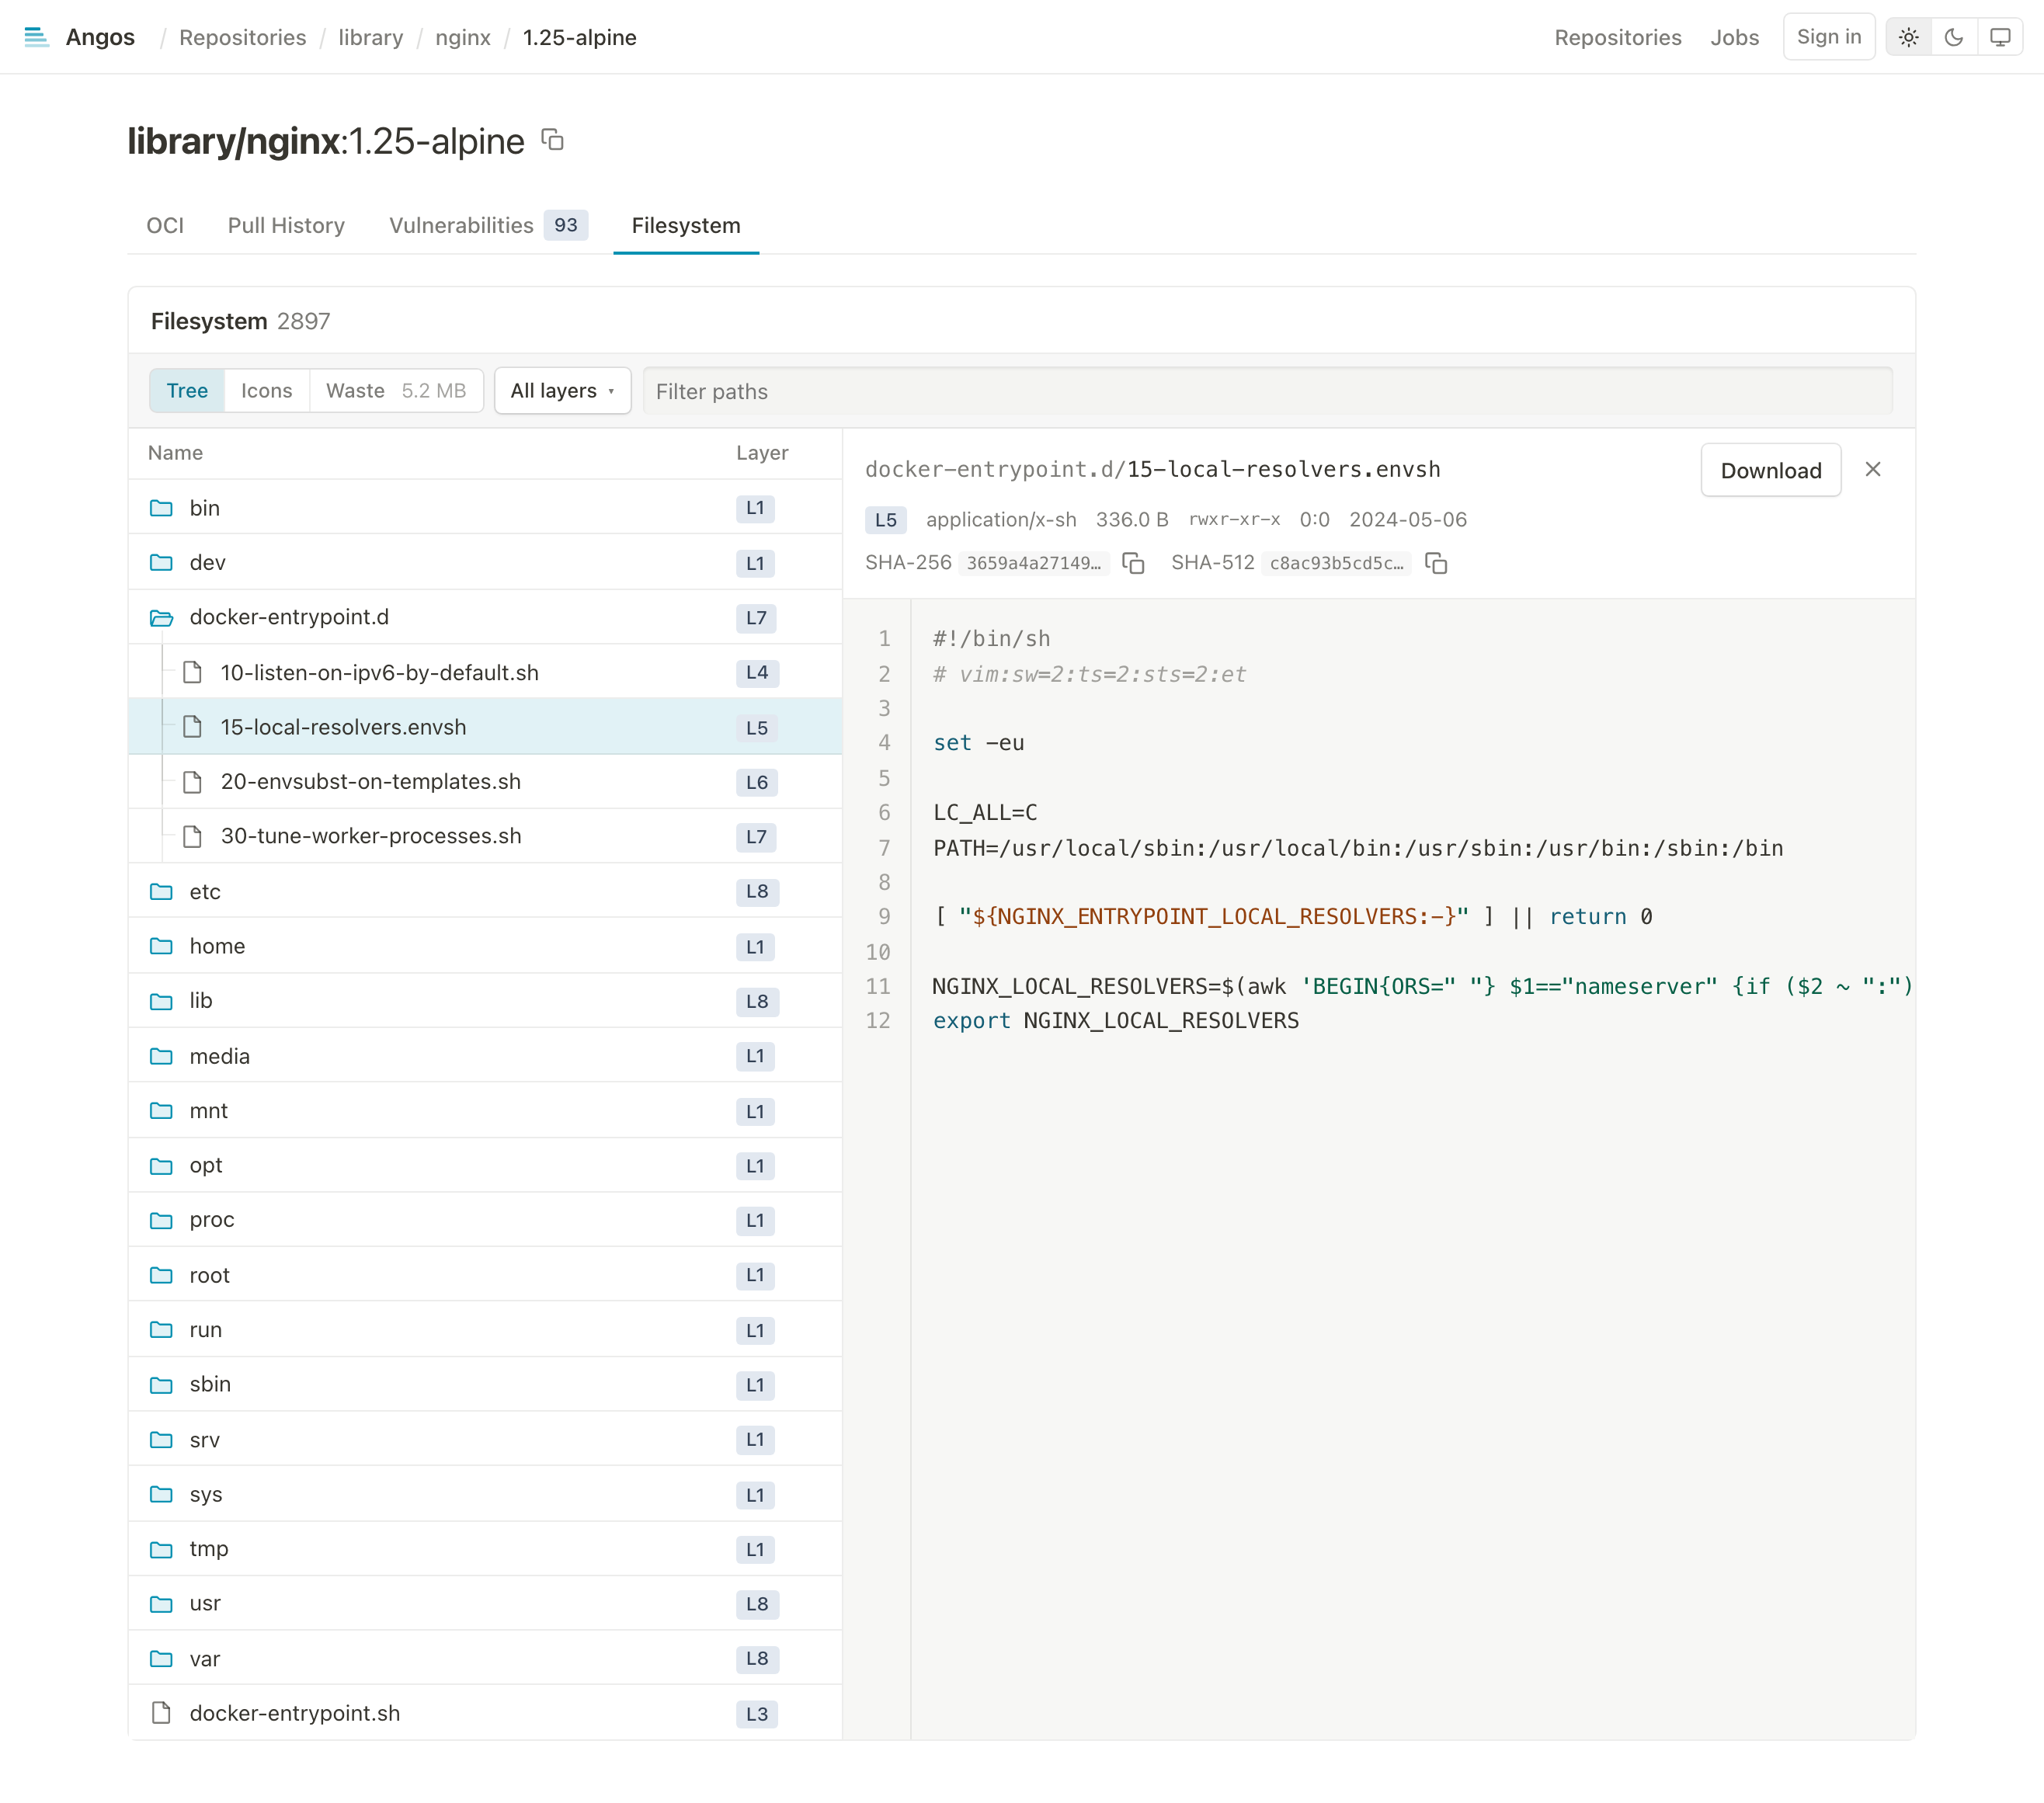 Angos / Repositories / library / nginx / 1.25-alpine
Repositories Jobs Sign in
library/nginx:1.25-alpine
OCI Pull History Vulnerabilities 93 Filesystem
Filesystem 2897
Tree Icons Waste 5.2 MB All layers Filter paths
Name Layer
bin L1
dev L1
docker-entrypoint.d L7
10-listen-on-ipv6-by-default.sh L4
15-local-resolvers.envsh L5
20-envsubst-on-templates.sh L6
30-tune-worker-processes.sh L7
etc L8
home L1
lib L8
media L1
mnt L1
opt L1
proc L1
root L1
run L1
sbin L1
srv L1
sys L1
tmp L1
usr L8
var L8
docker-entrypoint.sh L3
docker-entrypoint.d/15-local-resolvers.envsh Download
L5 application/x-sh 336.0 B rwxr-xr-x 0:0 2024-05-06
SHA-256 3659a4a27149… SHA-512 c8ac93b5cd5c…
1 #!/bin/sh
2 # vim:sw=2:ts=2:sts=2:et
3
4 set -eu
5
6 LC_ALL=C
7 PATH=/usr/local/sbin:/usr/local/bin:/usr/sbin:/usr/bin:/sbin:/bin
8
9 [ "${NGINX_ENTRYPOINT_LOCAL_RESOLVERS:-}" ] || return 0
10
11 NGINX_LOCAL_RESOLVERS=$(awk 'BEGIN{ORS=" "} $1=="nameserver" {if ($2 ~ ":")
12 export NGINX_LOCAL_RESOLVERS